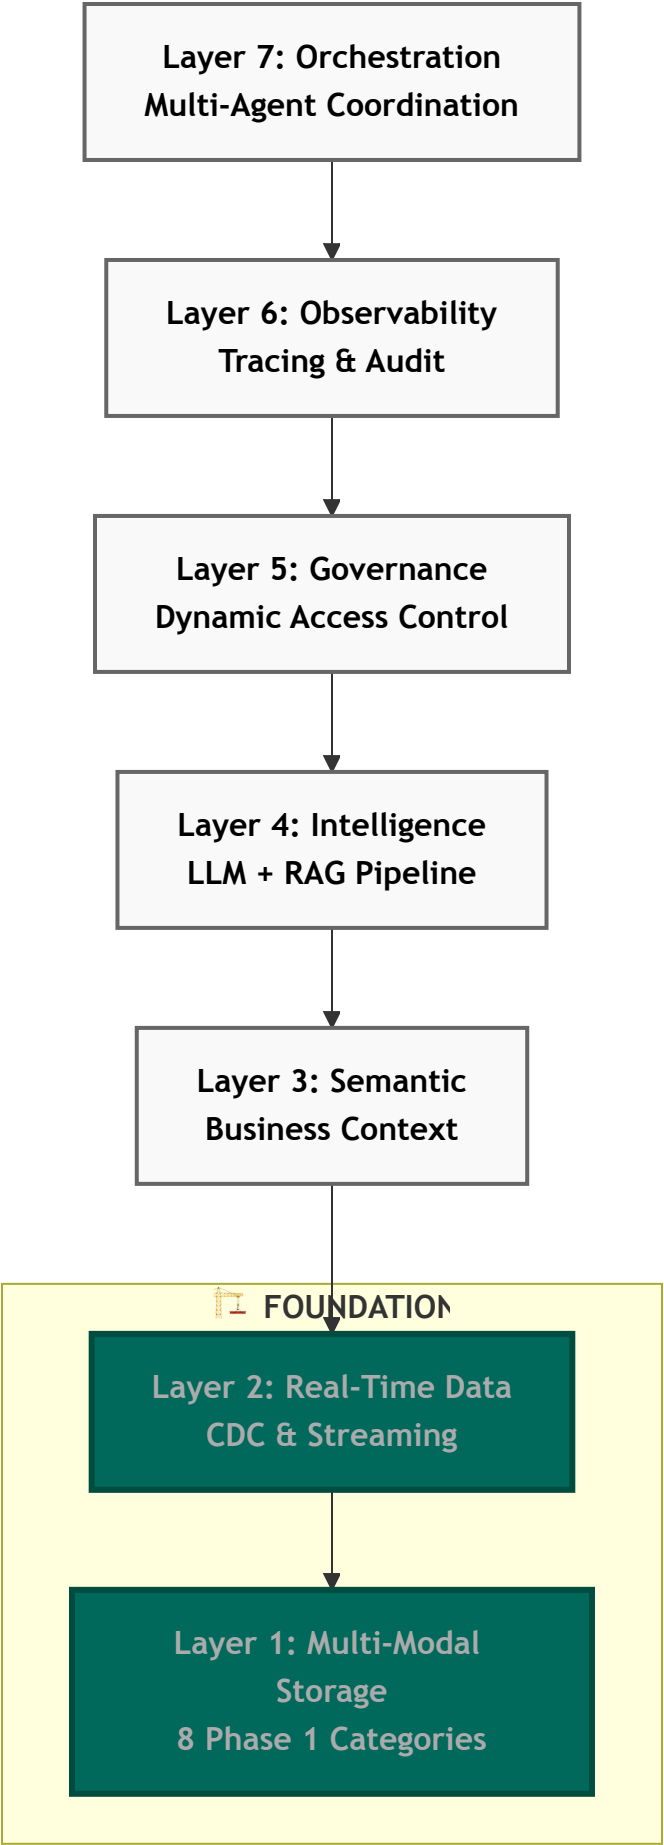 Layer 7: Orchestration
Multi-Agent Coordination
Layer 6: Observability
Tracing & Audit
Layer 5: Governance
Dynamic Access Control
Layer 4: Intelligence
LLM + RAG Pipeline
Layer 3: Semantic
Business Context
🏗️ FOUNDATION
Layer 2: Real-Time Data
CDC & Streaming
Layer 1: Multi-Modal
Storage
8 Phase 1 Categories